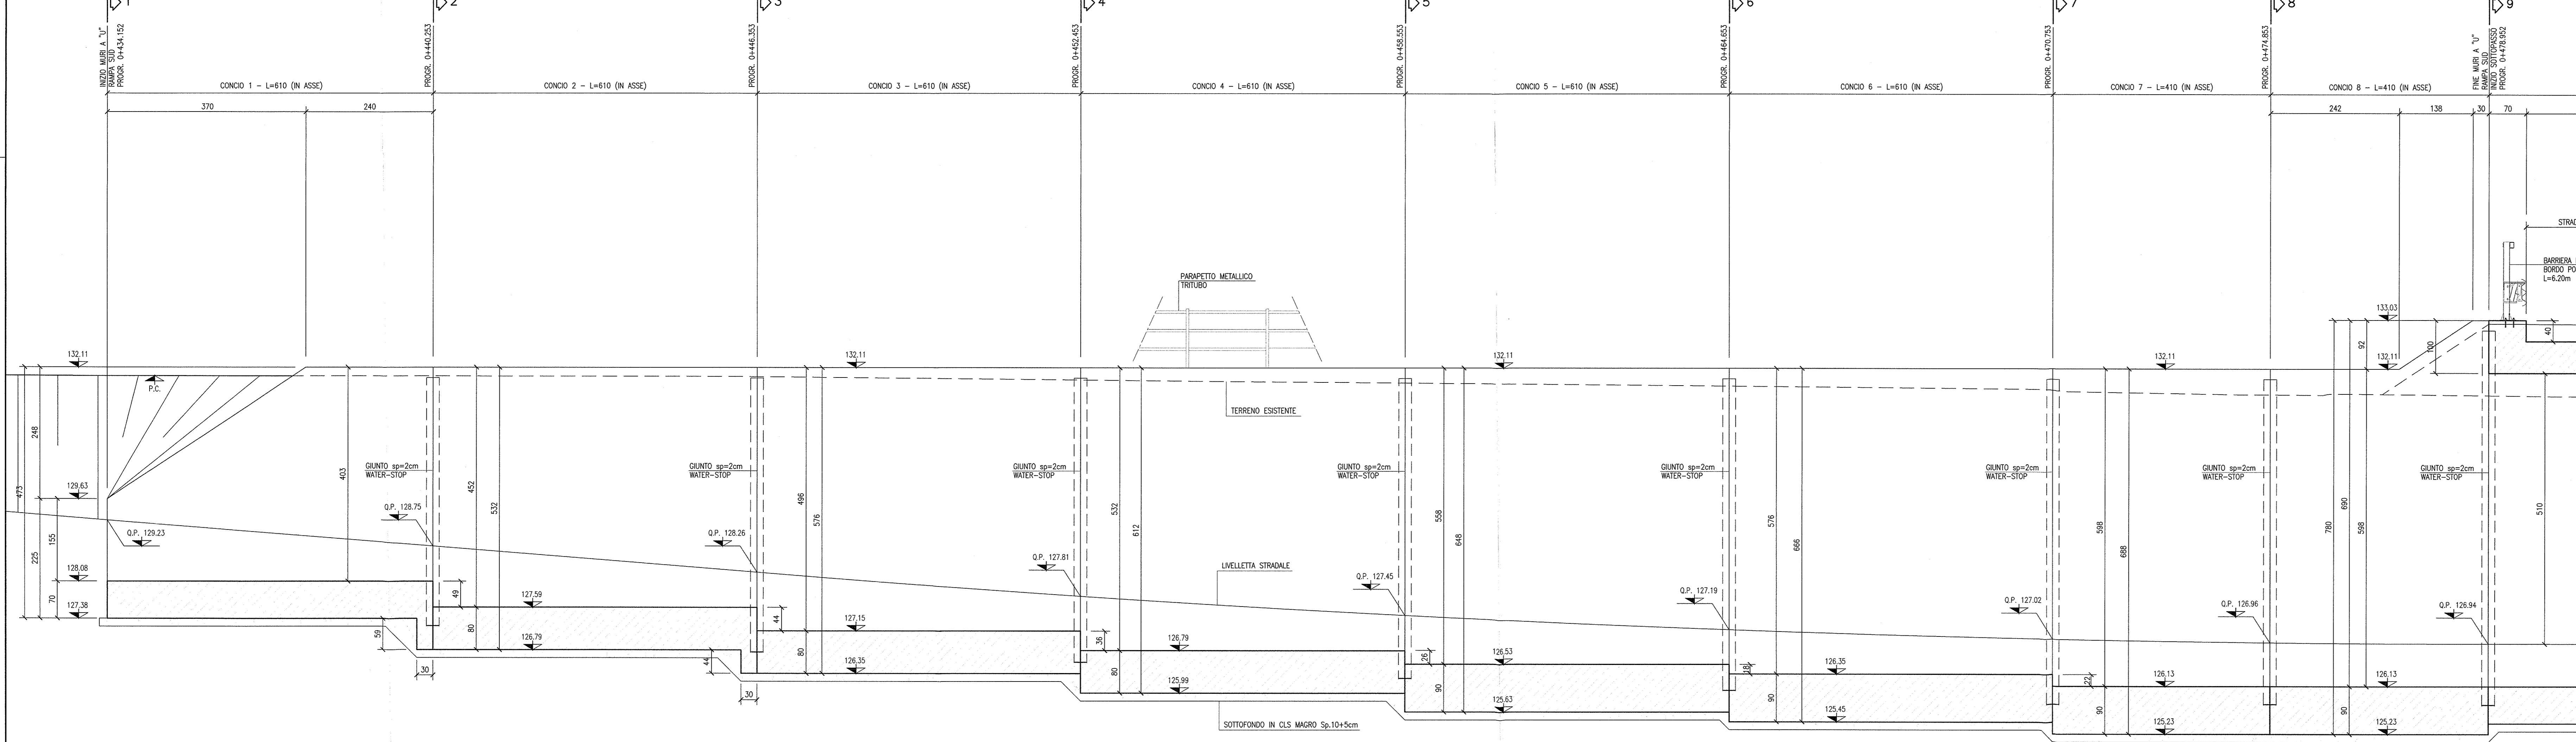 1
2
3
4
5
6
7
8
9
INIZIO MURI A "U"
RAMPA SUD
PROGR. 0+434.152
PROGR. 0+440.253
PROGR. 0+446.353
PROGR. 0+452.453
PROGR. 0+458.553
PROGR. 0+464.653
PROGR. 0+470.753
PROGR. 0+474.853
FINE MURI A "U"
RAMPA SUD
INIZIO SOTTOPASSO
PROGR. 0+478.952
CONCIO 1 – L=610 (IN ASSE)
CONCIO 2 – L=610 (IN ASSE)
CONCIO 3 – L=610 (IN ASSE)
CONCIO 4 – L=610 (IN ASSE)
CONCIO 5 – L=610 (IN ASSE)
CONCIO 6 – L=610 (IN ASSE)
CONCIO 7 – L=410 (IN ASSE)
CONCIO 8 – L=410 (IN ASSE)
370
240
242
138
30
70
STRAD
BARRIERA
BORDO PO
L=6.20m
PARAPETTO METALLICO
TRITUBO
133.03
40
100
92
132.11
132.11
132.11
132.11
132.11
P.C.
TERRENO ESISTENTE
248
473
403
452
532
496
576
532
612
558
648
576
666
598
688
780
690
598
510
GIUNTO sp=2cm
WATER-STOP
GIUNTO sp=2cm
WATER-STOP
GIUNTO sp=2cm
WATER-STOP
GIUNTO sp=2cm
WATER-STOP
GIUNTO sp=2cm
WATER-STOP
GIUNTO sp=2cm
WATER-STOP
GIUNTO sp=2cm
WATER-STOP
GIUNTO sp=2cm
WATER-STOP
129.63
Q.P. 129.23
Q.P. 128.75
Q.P. 128.26
Q.P. 127.81
Q.P. 127.45
Q.P. 127.19
Q.P. 127.02
Q.P. 126.96
Q.P. 126.94
LIVELLETTA STRADALE
155
225
70
128.08
127.38
59
30
49
80
127.59
126.79
44
30
44
80
127.15
126.35
36
80
126.79
125.99
26
90
126.53
125.63
18
90
126.35
125.45
22
90
126.13
125.23
90
126.13
125.23
SOTTOFONDO IN CLS MAGRO Sp.10+5cm